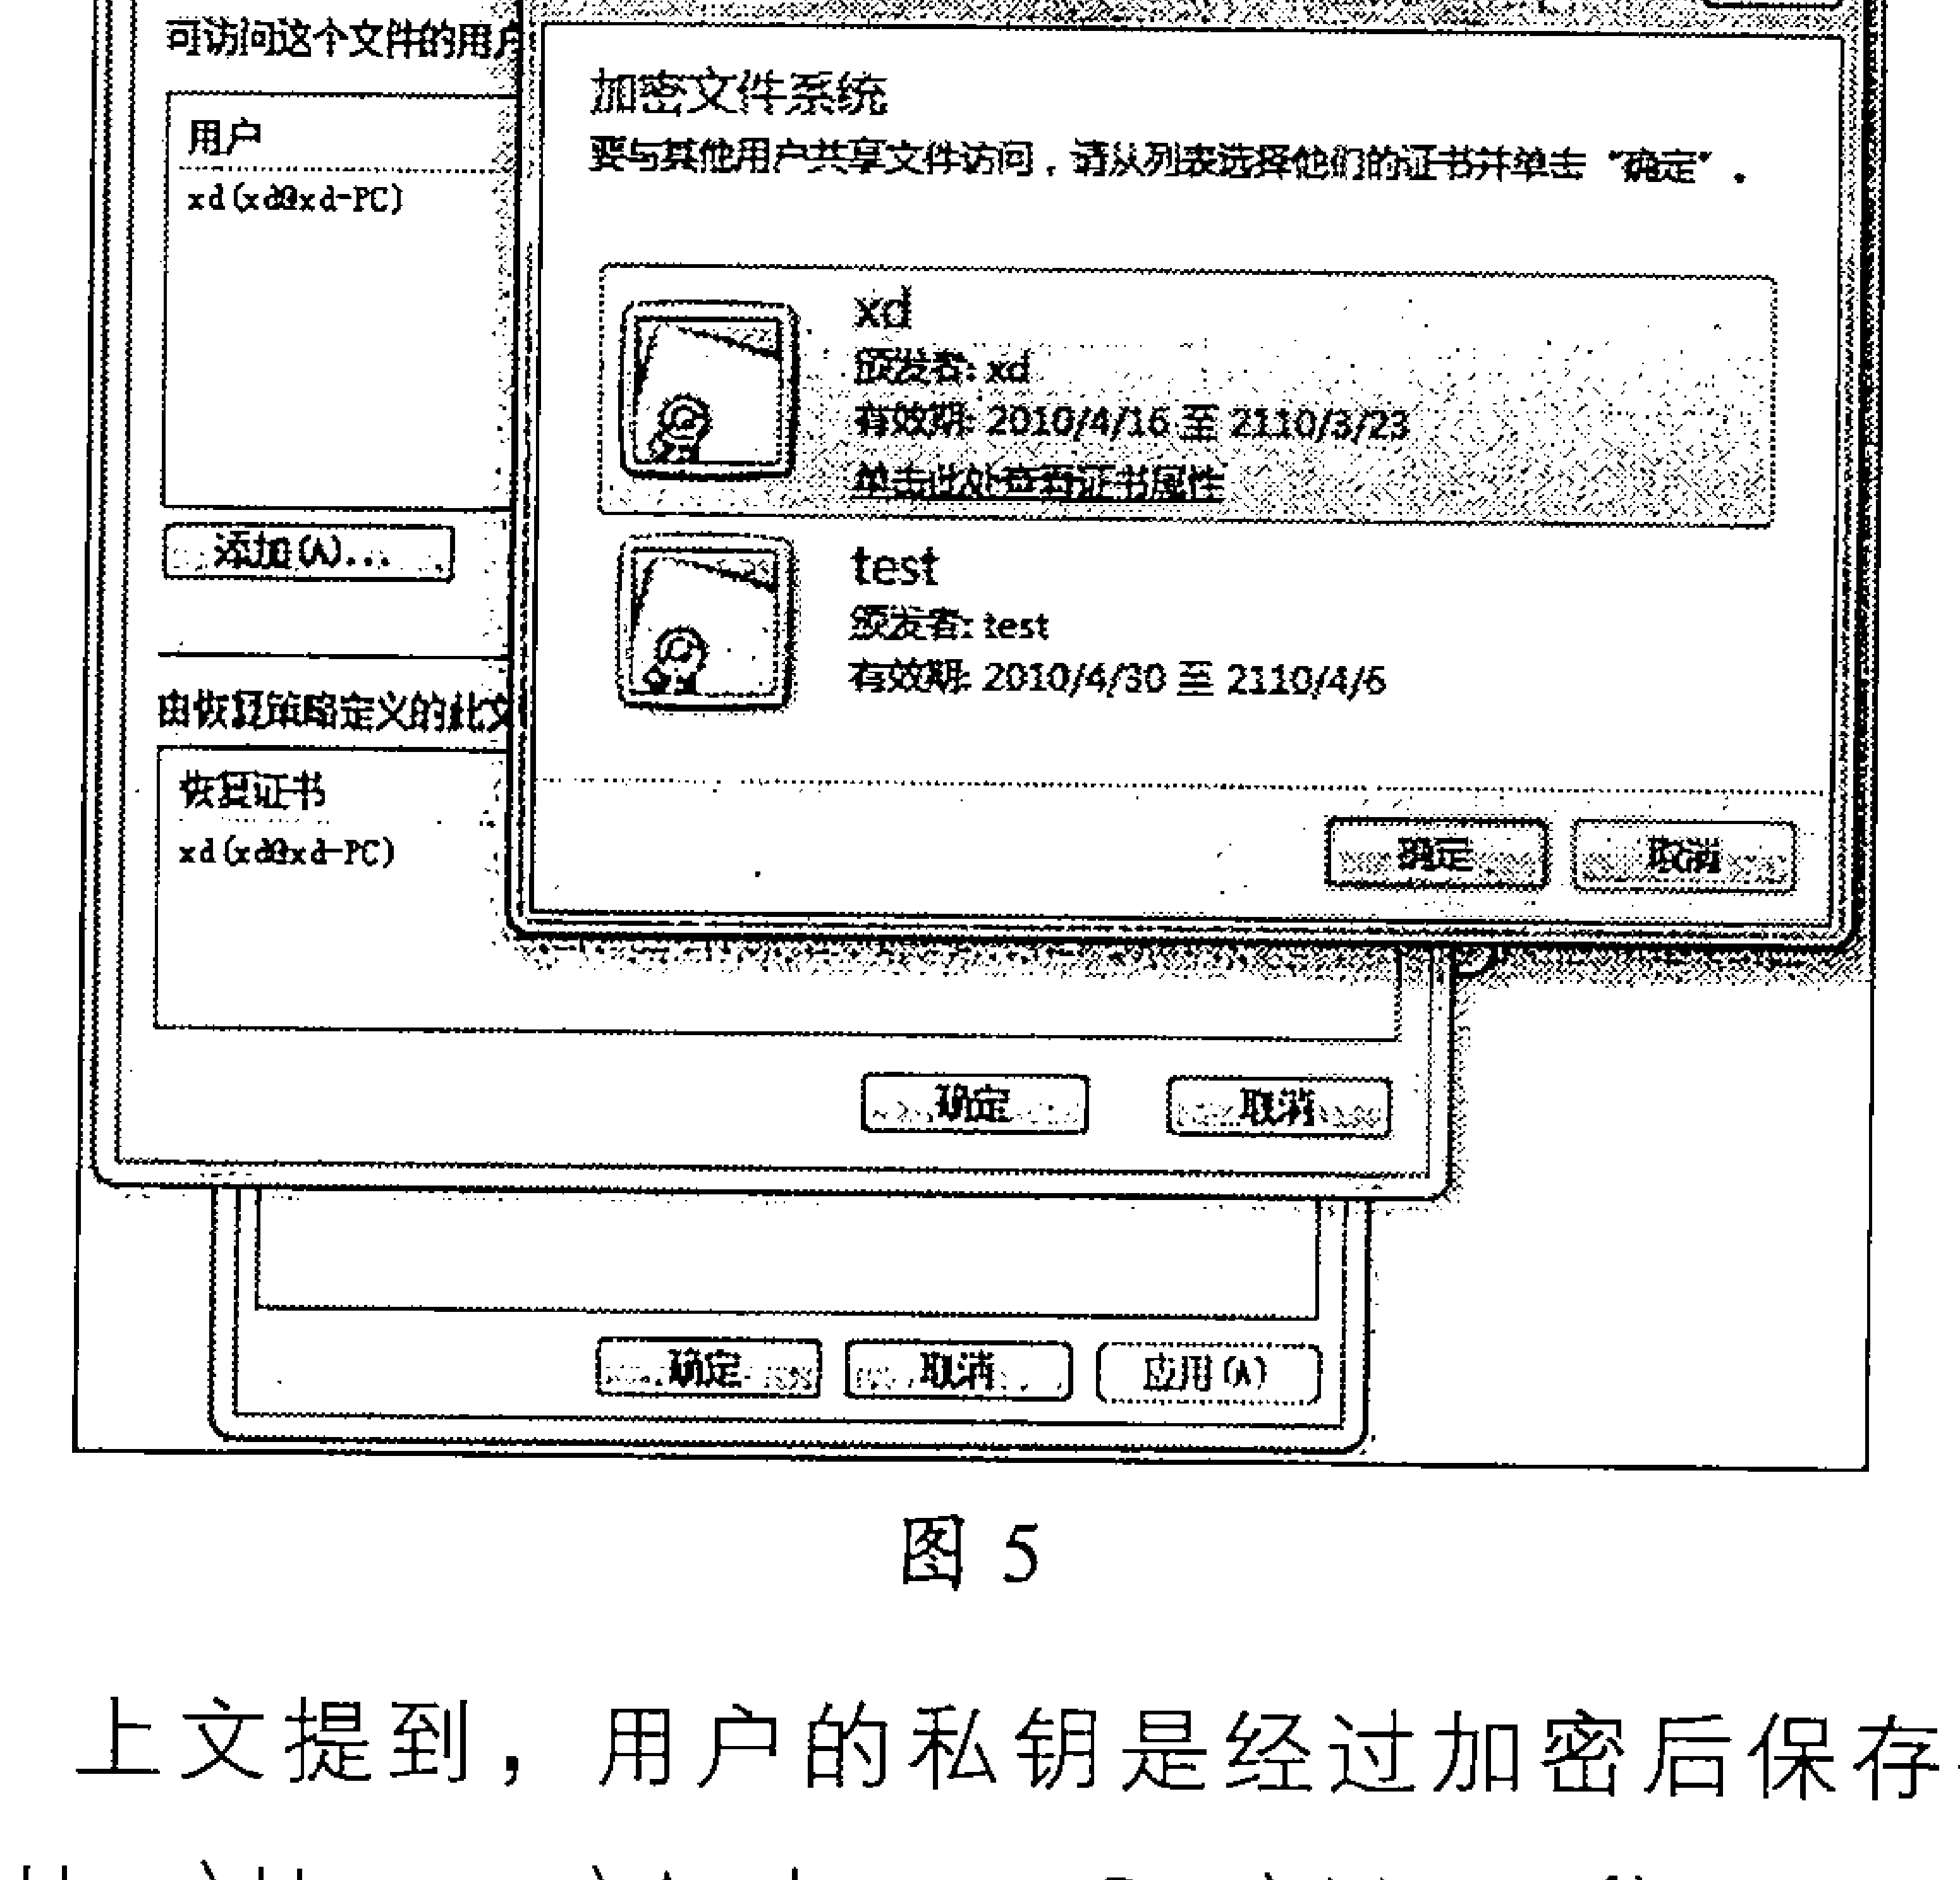 可访问这个文件的用户
用户
xd(xd@xd-PC)
添加(A)...
由恢复策略定义的此文
恢复证书
xd(xd@xd-PC)
加密文件系统
要与其他用户共享文件访问，请从列表选择他们的证书并单击“确定”。
xd
颁发者: xd
有效期: 2010/4/16 至 2110/3/23
单击此处查看证书属性
test
颁发者: test
有效期: 2010/4/30 至 2110/4/6
确定 取消
确定 取消
确定 取消 应用(A)
图 5
上文提到，用户的私钥是经过加密后保存